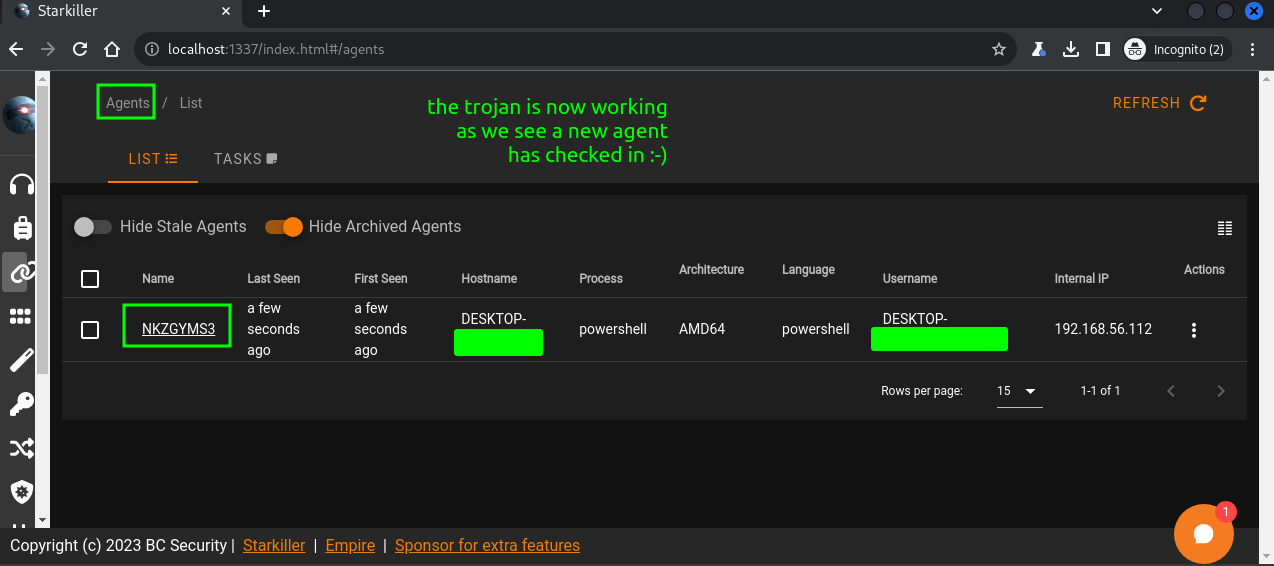 Starkiller
localhost:1337/index.html#/agents
Incognito (2)
Agents / List
the trojan is now working
as we see a new agent
has checked in :-)
REFRESH
LIST TASKS
Hide Stale Agents Hide Archived Agents
Name Last Seen First Seen Hostname Process Architecture Language Username Internal IP Actions
NKZGYMS3 a few seconds ago a few seconds ago DESKTOP- powershell AMD64 powershell DESKTOP- 192.168.56.112
Rows per page: 15 1-1 of 1
1
Copyright (c) 2023 BC Security | Starkiller | Empire | Sponsor for extra features